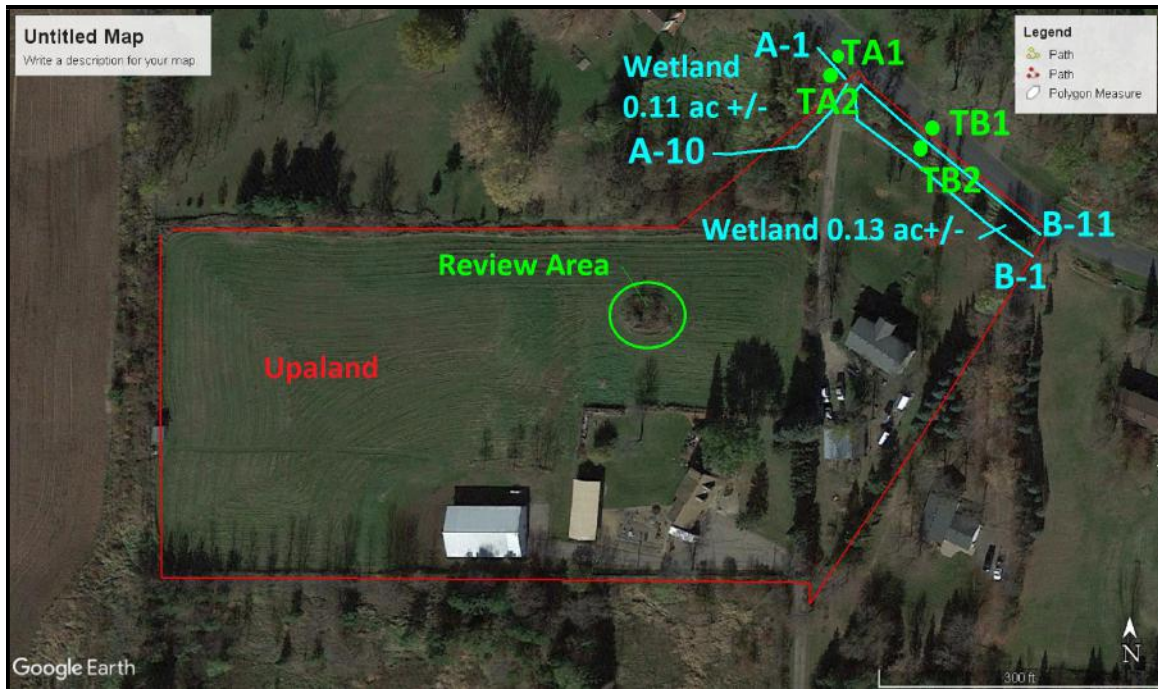 Untitled Map
Write a description for your map.
Legend
Path
Path
Polygon Measure
A-1
TA1
Wetland
0.11 ac +/-
TA2
A-10
TB1
TB2
Wetland 0.13 ac+/-
B-11
B-1
Review Area
Upaland
Google Earth
N
300 ft